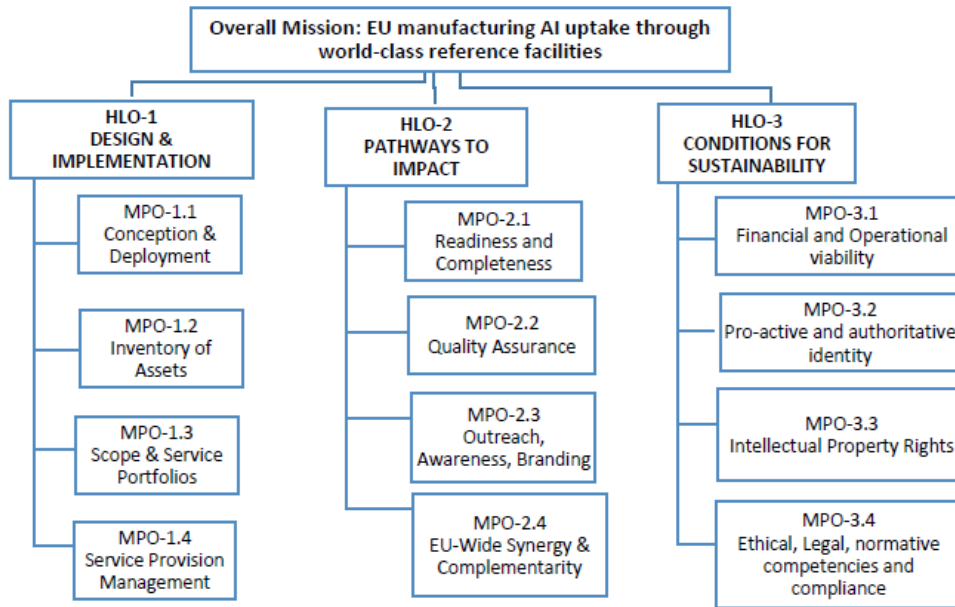 Overall Mission: EU manufacturing AI uptake through
world-class reference facilities
HLO-1
DESIGN &
IMPLEMENTATION
MPO-1.1
Conception &
Deployment
MPO-1.2
Inventory of
Assets
MPO-1.3
Scope & Service
Portfolios
MPO-1.4
Service Provision
Management
HLO-2
PATHWAYS TO
IMPACT
MPO-2.1
Readiness and
Completeness
MPO-2.2
Quality Assurance
MPO-2.3
Outreach,
Awareness, Branding
MPO-2.4
EU-Wide Synergy &
Complementarity
HLO-3
CONDITIONS FOR
SUSTAINABILITY
MPO-3.1
Financial and Operational
viability
MPO-3.2
Pro-active and authoritative
identity
MPO-3.3
Intellectual Property Rights
MPO-3.4
Ethical, Legal, normative
competencies and
compliance